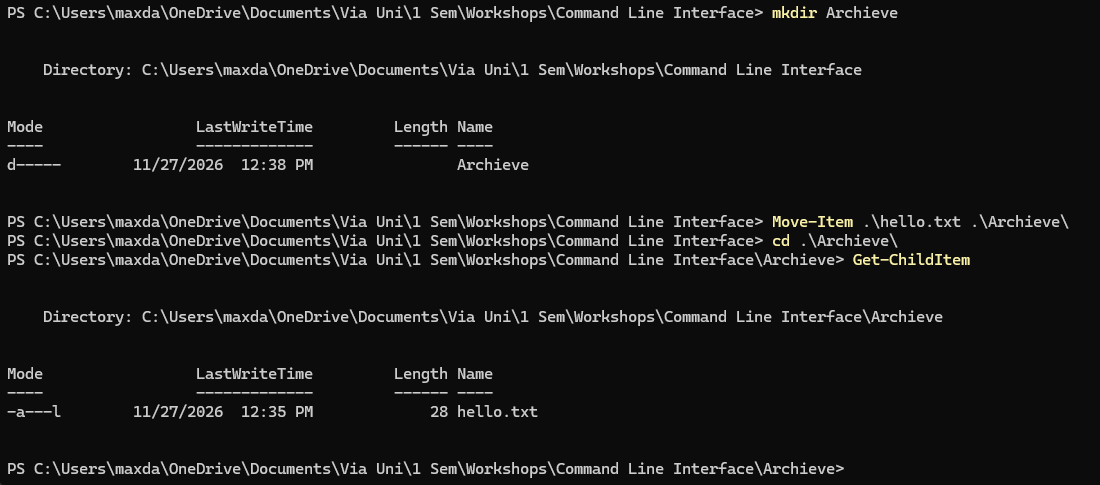 PS C:\Users\maxda\OneDrive\Documents\Via Uni\1 Sem\Workshops\Command Line Interface> mkdir Archieve
Directory: C:\Users\maxda\OneDrive\Documents\Via Uni\1 Sem\Workshops\Command Line Interface
Mode                 LastWriteTime         Length Name
----                 -------------         ------ ----
d-----        11/27/2026  12:38 PM                Archieve
PS C:\Users\maxda\OneDrive\Documents\Via Uni\1 Sem\Workshops\Command Line Interface> Move-Item .\hello.txt .\Archieve\
PS C:\Users\maxda\OneDrive\Documents\Via Uni\1 Sem\Workshops\Command Line Interface> cd .\Archieve\
PS C:\Users\maxda\OneDrive\Documents\Via Uni\1 Sem\Workshops\Command Line Interface\Archieve> Get-ChildItem
Directory: C:\Users\maxda\OneDrive\Documents\Via Uni\1 Sem\Workshops\Command Line Interface\Archieve
Mode                 LastWriteTime         Length Name
----                 -------------         ------ ----
-a---l        11/27/2026  12:35 PM             28 hello.txt
PS C:\Users\maxda\OneDrive\Documents\Via Uni\1 Sem\Workshops\Command Line Interface\Archieve>